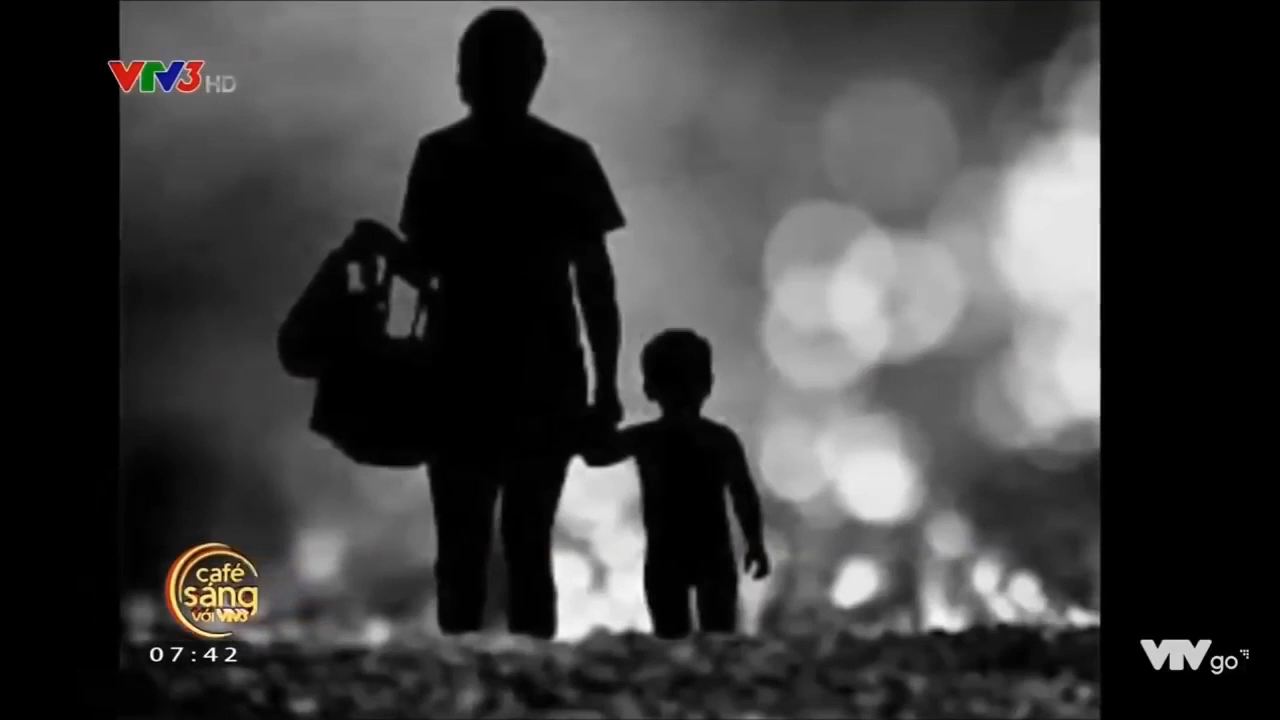 VTV3 HD
café
sáng
VỚI VTV3
07:42
VTVgo